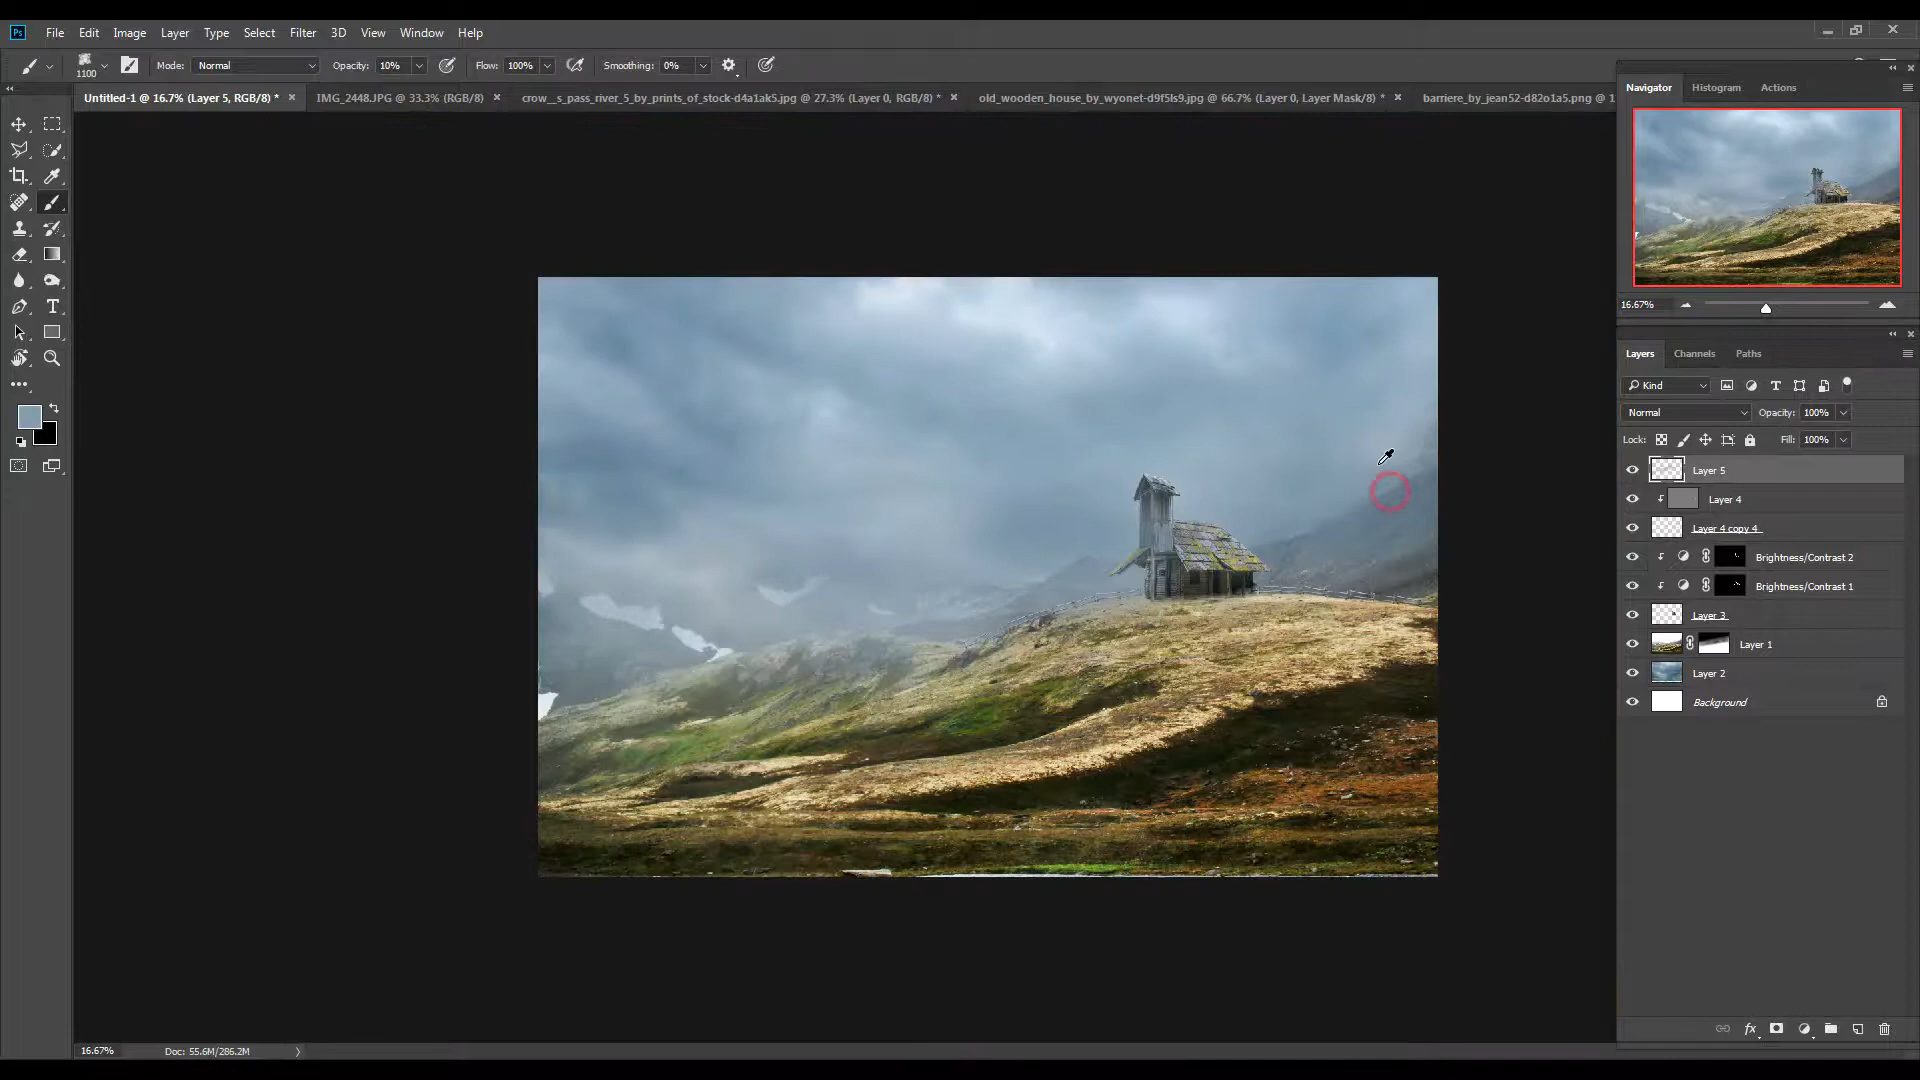 Ps File Edit Image Layer Type Select Filter 3D View Window Help
1100 Mode: Normal Opacity: 10% Flow: 100% Smoothing: 0%
Untitled-1 @ 16.7% (Layer 5, RGB/8) * IMG_2448.JPG @ 33.3% (RGB/8) crow__s_pass_river_5_by_prints_of_stock-d4a1ak5.jpg @ 27.3% (Layer 0, RGB/8) * old_wooden_house_by_wyonet-d9f5ls9.jpg @ 66.7% (Layer 0, Layer Mask/8) * barriere_by_jean52-d82o1a5.png @ 1
Navigator Histogram Actions
16.67%
Layers Channels Paths
Kind
Normal Opacity: 100%
Lock: Fill: 100%
Layer 5
Layer 4
Layer 4 copy 4
Brightness/Contrast 2
Brightness/Contrast 1
Layer 3
Layer 1
Layer 2
Background
fx
16.67% Doc: 55.6M/286.2M